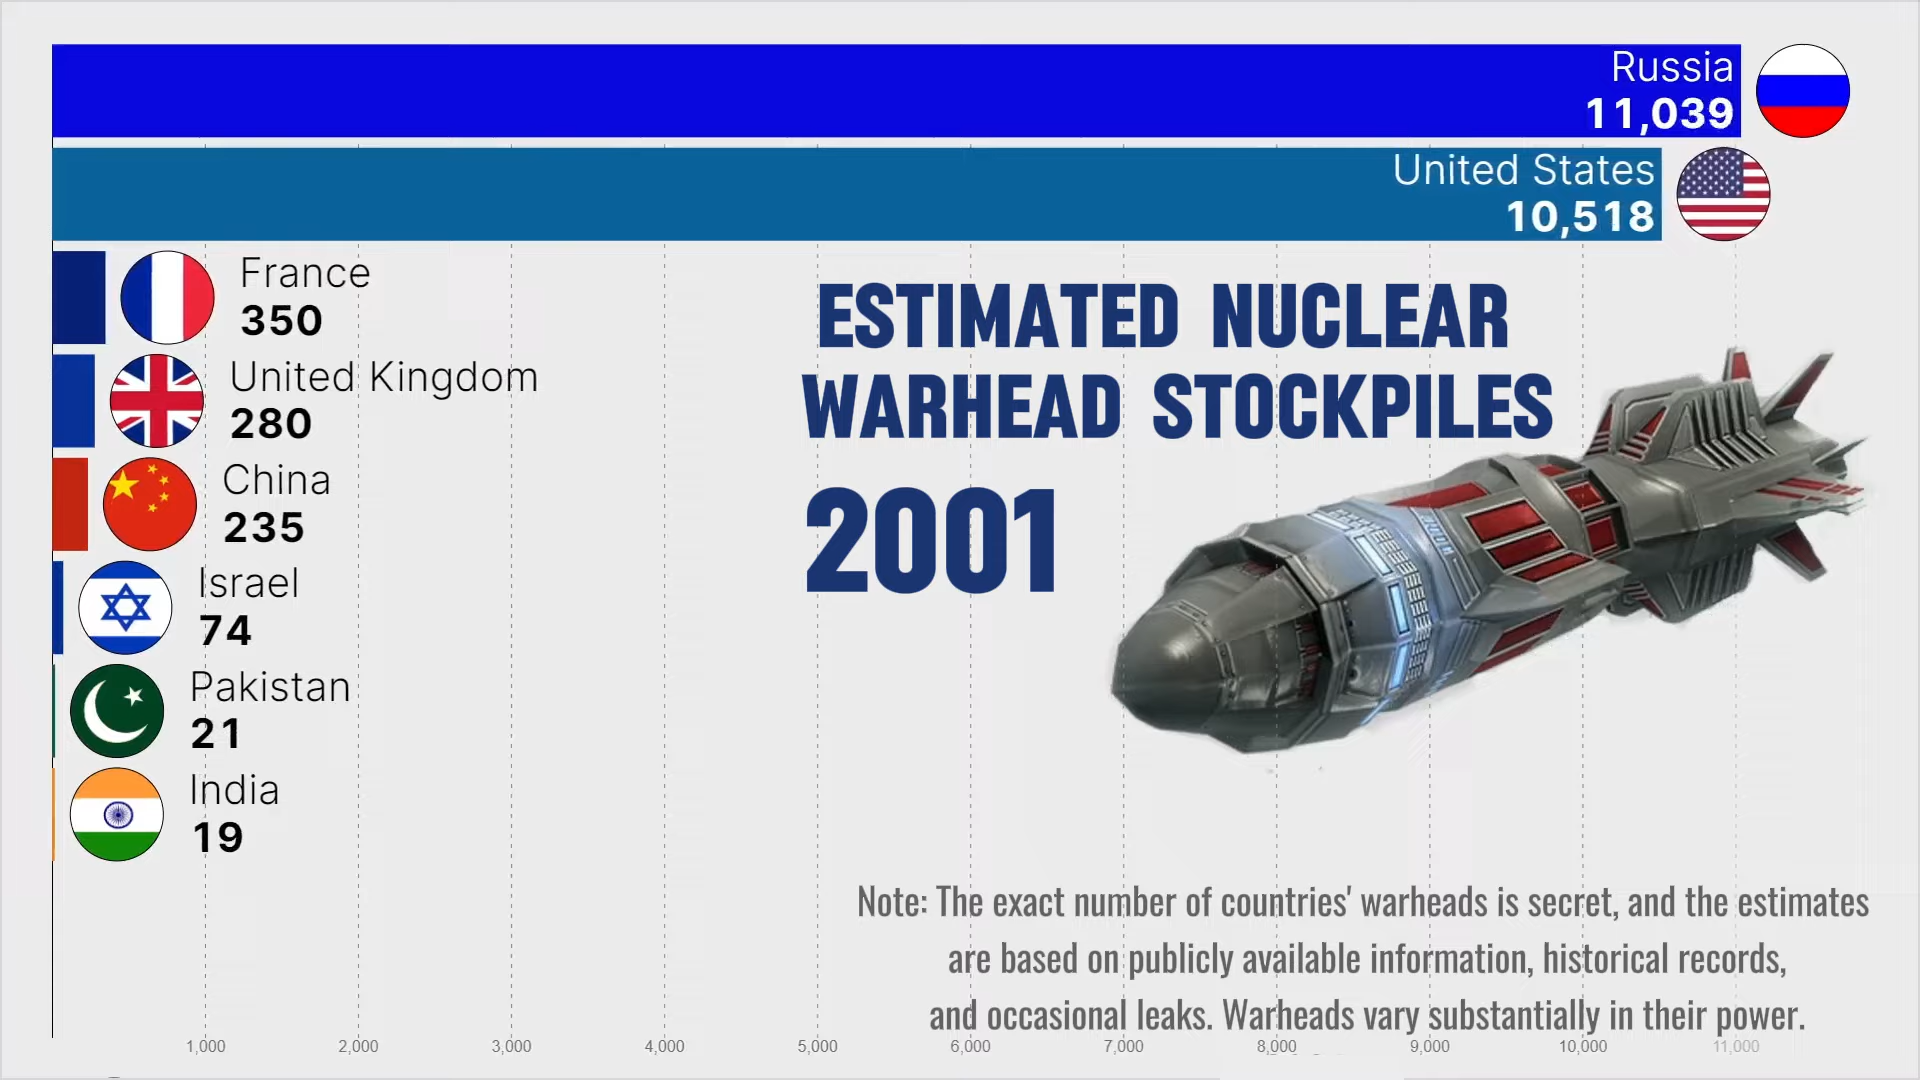 Russia
11,039
United States
10,518
France
350
United Kingdom
280
China
235
Israel
74
Pakistan
21
India
19
ESTIMATED NUCLEAR
WARHEAD STOCKPILES
2001
Note: The exact number of countries' warheads is secret, and the estimates
are based on publicly available information, historical records,
and occasional leaks. Warheads vary substantially in their power.
1,000 2,000 3,000 4,000 5,000 6,000 7,000 8,000 9,000 10,000 11,000